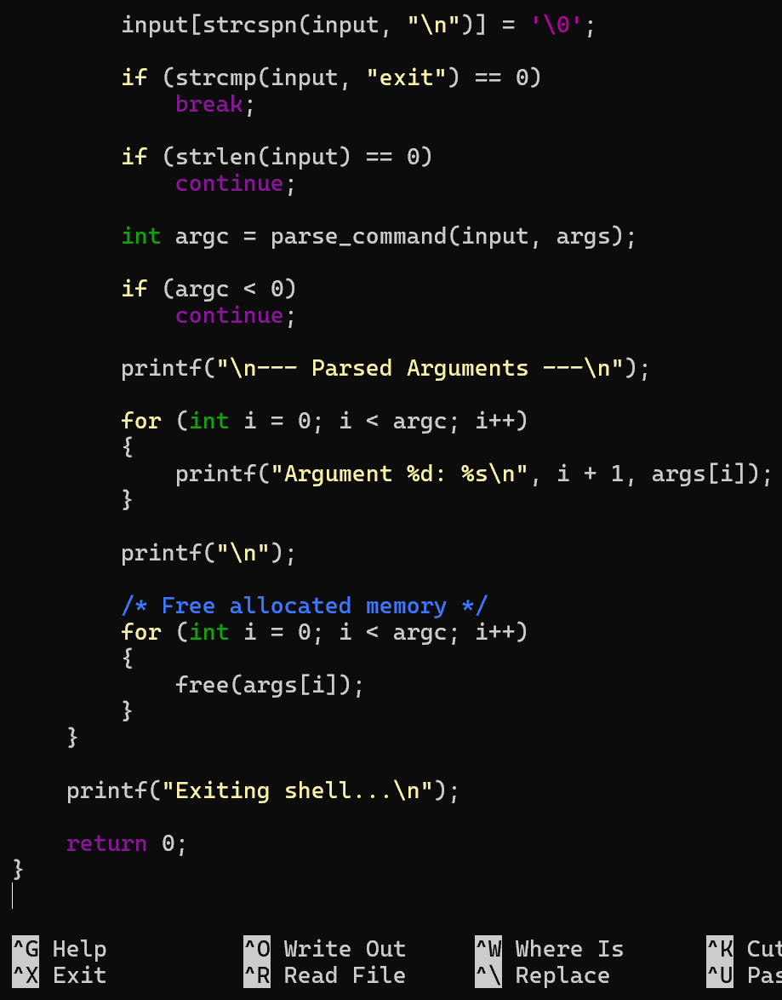 input[strcspn(input, "\n")] = '\0';
if (strcmp(input, "exit") == 0)
break;
if (strlen(input) == 0)
continue;
int argc = parse_command(input, args);
if (argc < 0)
continue;
printf("\n--- Parsed Arguments ---\n");
for (int i = 0; i < argc; i++)
{
printf("Argument %d: %s\n", i + 1, args[i]);
}
printf("\n");
/* Free allocated memory */
for (int i = 0; i < argc; i++)
{
free(args[i]);
}
}
printf("Exiting shell...\n");
return 0;
}
^G Help ^O Write Out ^W Where Is ^K Cut
^X Exit ^R Read File ^\ Replace ^U Pas